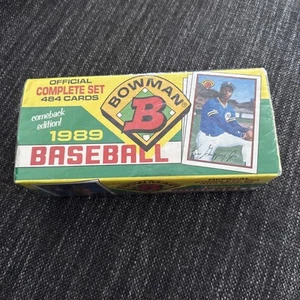 OFFICIAL
COMPLETE SET
484 CARDS
comeback
edition!
1989
BASEBALL
BOWMAN
B